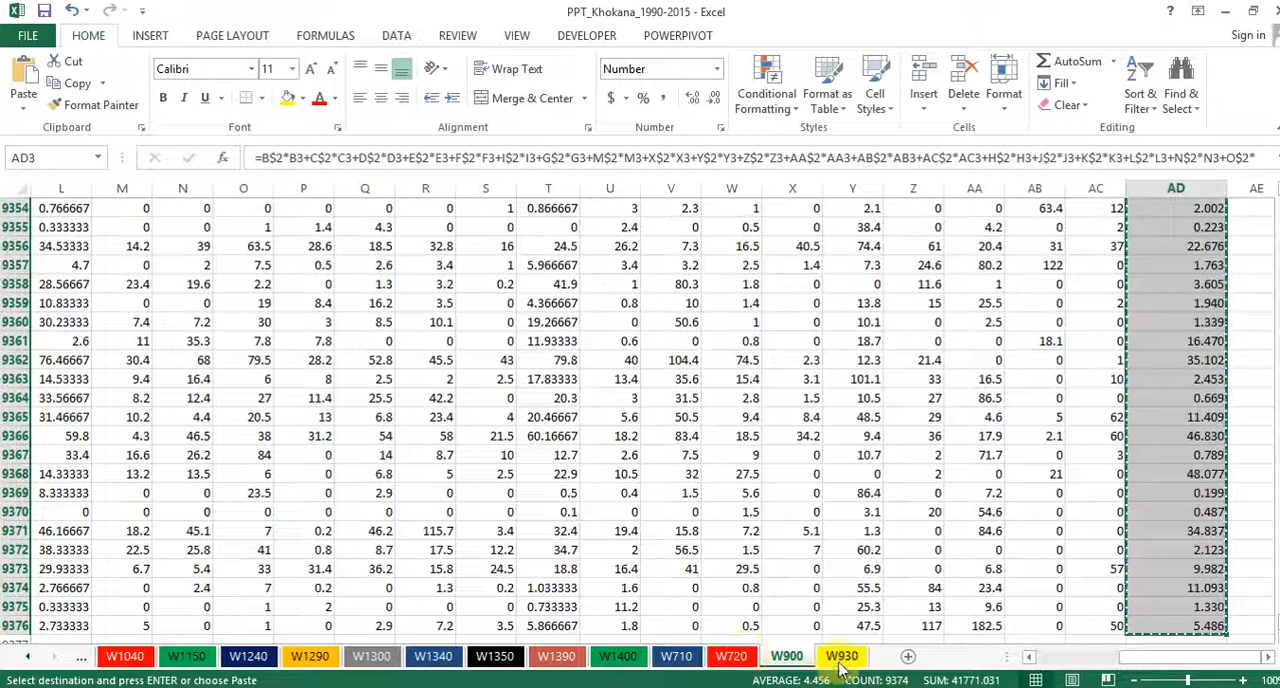 PPT_Khokana_1990-2015 - Excel
? Sign in
FILE HOME INSERT PAGE LAYOUT FORMULAS DATA REVIEW VIEW DEVELOPER POWERPIVOT
Cut Calibri 11 Wrap Text Number AutoSum
Paste Copy Conditional Formatting Format as Table Cell Styles Insert Delete Format Fill Sort & Filter Find & Select
Format Painter B I U A Merge & Center $ % , Clear
Clipboard Font Alignment Number Styles Cells Editing
AD3 fx =B$2*B3+C$2*C3+D$2*D3+E$2*E3+F$2*F3+I$2*I3+G$2*G3+M$2*M3+X$2*X3+Y$2*Y3+Z$2*Z3+AA$2*AA3+AB$2*AB3+AC$2*AC3+H$2*H3+J$2*J3+K$2*K3+L$2*L3+N$2*N3+O$2*
L M N O P Q R S T U V W X Y Z AA AB AC AD AE
9354 0.766667 0 0 0 0 0 0 1 0.866667 3 2.3 1 0 2.1 0 0 63.4 12 2.002
9355 0.333333 0 0 1 1.4 4.3 0 0 0 2.4 0 0.5 0 38.4 0 4.2 0 2 0.223
9356 34.53333 14.2 39 63.5 28.6 18.5 32.8 16 24.5 26.2 7.3 16.5 40.5 74.4 61 20.4 31 37 22.676
9357 4.7 0 2 7.5 0.5 2.6 3.4 1 5.966667 3.4 3.2 2.5 1.4 7.3 24.6 80.2 122 0 1.763
9358 28.56667 23.4 19.6 2.2 0 1.3 3.2 0.2 41.9 1 80.3 1.8 0 0 11.6 1 0 0 3.605
9359 10.83333 0 0 19 8.4 16.2 3.5 0 4.366667 0.8 10 1.4 0 13.8 15 25.5 0 2 1.940
9360 30.23333 7.4 7.2 30 3 8.5 10.1 0 19.26667 0 50.6 1 0 10.1 0 2.5 0 0 1.339
9361 2.6 11 35.3 7.8 7.8 0 0 0 11.93333 0.6 0 0.8 0 18.7 0 0 18.1 0 16.470
9362 76.46667 30.4 68 79.5 28.2 52.8 45.5 43 79.8 40 104.4 74.5 2.3 12.3 21.4 0 0 1 35.102
9363 14.53333 9.4 16.4 6 8 2.5 2 2.5 17.83333 13.4 35.6 15.4 3.1 101.1 33 16.5 0 10 2.453
9364 33.56667 8.2 12.4 27 11.4 25.5 42.2 0 20.3 3 31.5 2.8 1.5 10.5 27 86.5 0 0 0.669
9365 31.46667 10.2 4.4 20.5 13 6.8 23.4 4 20.46667 5.6 50.5 9.4 8.4 48.5 29 4.6 5 62 11.409
9366 59.8 4.3 46.5 38 31.2 54 58 21.5 60.16667 18.2 83.4 18.5 34.2 9.4 36 17.9 2.1 60 46.830
9367 33.4 16.6 26.2 84 0 14 8.7 10 12.7 2.6 7.5 9 0 10.7 2 71.7 0 3 0.789
9368 14.33333 13.2 13.5 6 0 6.8 5 2.5 22.9 10.5 32 27.5 0 0 2 0 21 0 48.077
9369 8.333333 0 0 23.5 0 2.9 0 0 0.5 0.4 1.5 5.6 0 86.4 0 7.2 0 0 0.199
9370 0 0 0 0 0 0 0 0 0.1 0 0 1.5 0 3.1 20 54.6 0 0 0.487
9371 46.16667 18.2 45.1 7 0.2 46.2 115.7 3.4 32.4 19.4 15.8 7.2 5.1 1.3 0 84.6 0 0 34.837
9372 38.33333 22.5 25.8 41 0.8 8.7 17.5 12.2 34.7 2 56.5 1.5 7 60.2 0 0 0 0 2.123
9373 29.93333 6.7 5.4 33 31.4 36.2 15.8 24.5 18.8 16.4 41 29.5 0 6.9 0 6.8 0 57 9.982
9374 2.766667 0 2.4 7 0.2 0 1.3 0.2 1.033333 1.6 0 0.8 0 55.5 84 23.4 0 0 11.093
9375 0.333333 0 0 1 2 0 0 0 0.733333 11.2 0 0 0 25.3 13 9.6 0 0 1.330
9376 2.733333 5 0 1 0 2.9 7.2 3.5 5.866667 1.8 0 0.5 0 47.5 117 182.5 0 50 5.486
... W1040 W1150 W1240 W1290 W1300 W1340 W1350 W1390 W1400 W710 W720 W900 W930
Select destination and press ENTER or choose Paste AVERAGE: 4.456 COUNT: 9374 SUM: 41771.031 100%